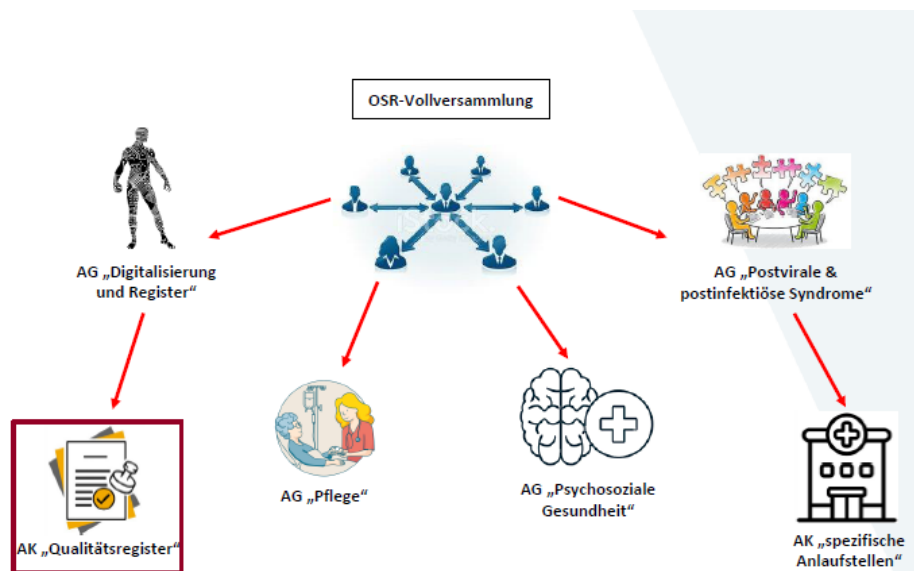 OSR-Vollversammlung
iStock
AG „Digitalisierung
und Register“
AG „Postvirale &
postinfektiöse Syndrome“
AK „Qualitätsregister“
AG „Pflege“
AG „Psychosoziale
Gesundheit“
AK „spezifische
Anlaufstellen“